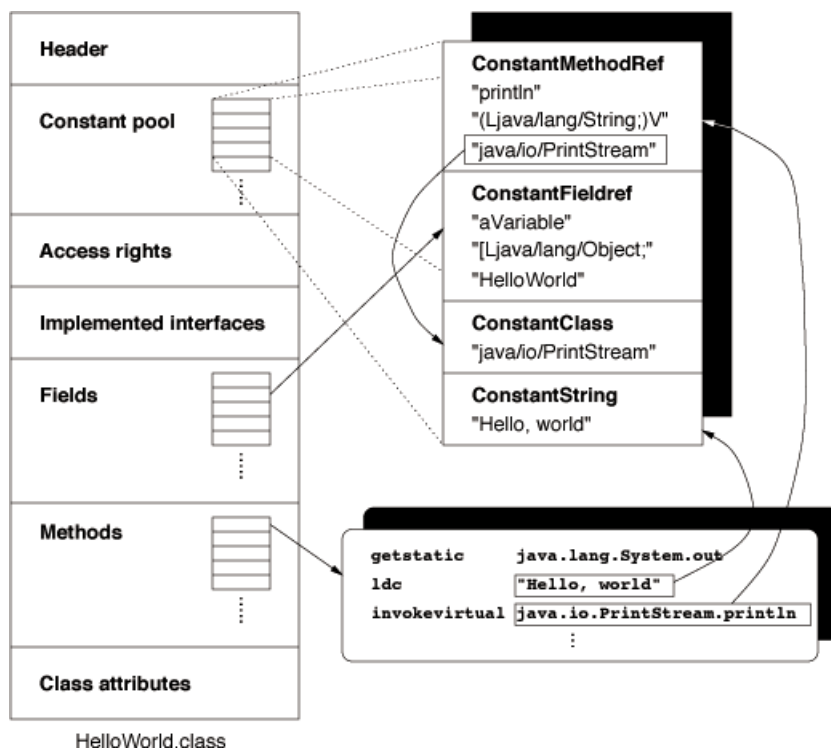 Header
Constant pool
Access rights
Implemented interfaces
Fields
Methods
Class attributes
HelloWorld.class
ConstantMethodRef
"println"
"(Ljava/lang/String;)V"
"java/io/PrintStream"
ConstantFieldref
"aVariable"
"[Ljava/lang/Object;"
"HelloWorld"
ConstantClass
"java/io/PrintStream"
ConstantString
"Hello, world"
getstatic java.lang.System.out
ldc "Hello, world"
invokevirtual java.io.PrintStream.println